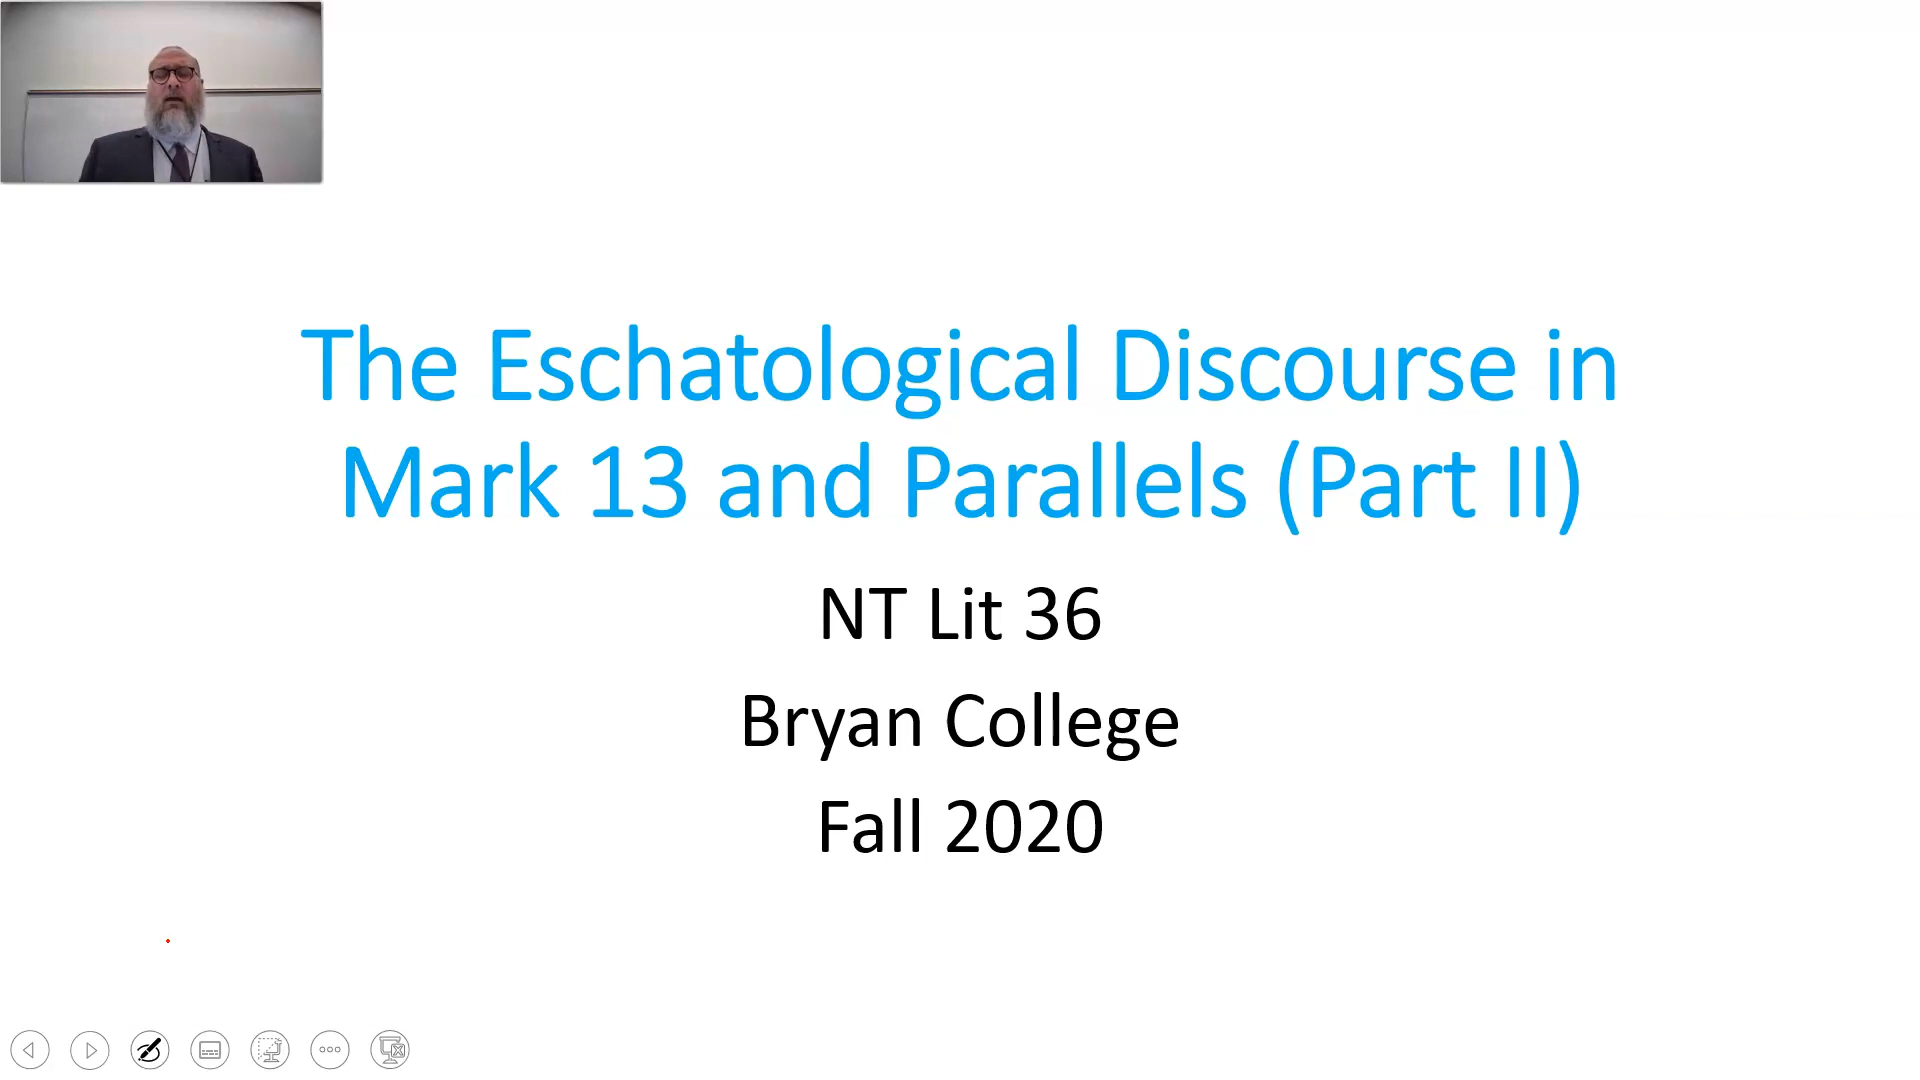 The Eschatological Discourse in
Mark 13 and Parallels (Part II)
NT Lit 36
Bryan College
Fall 2020